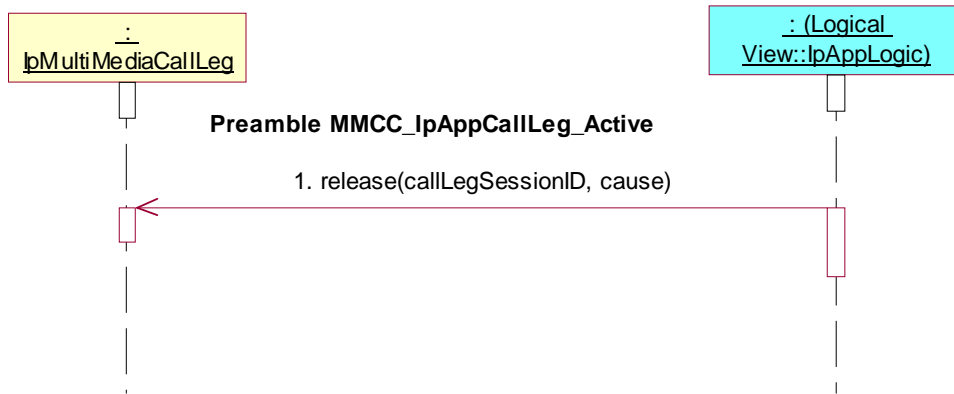 :
IpMultiMediaCallLeg
: (Logical
View::IpAppLogic)
Preamble MMCC_IpAppCallLeg_Active
1. release(callLegSessionID, cause)